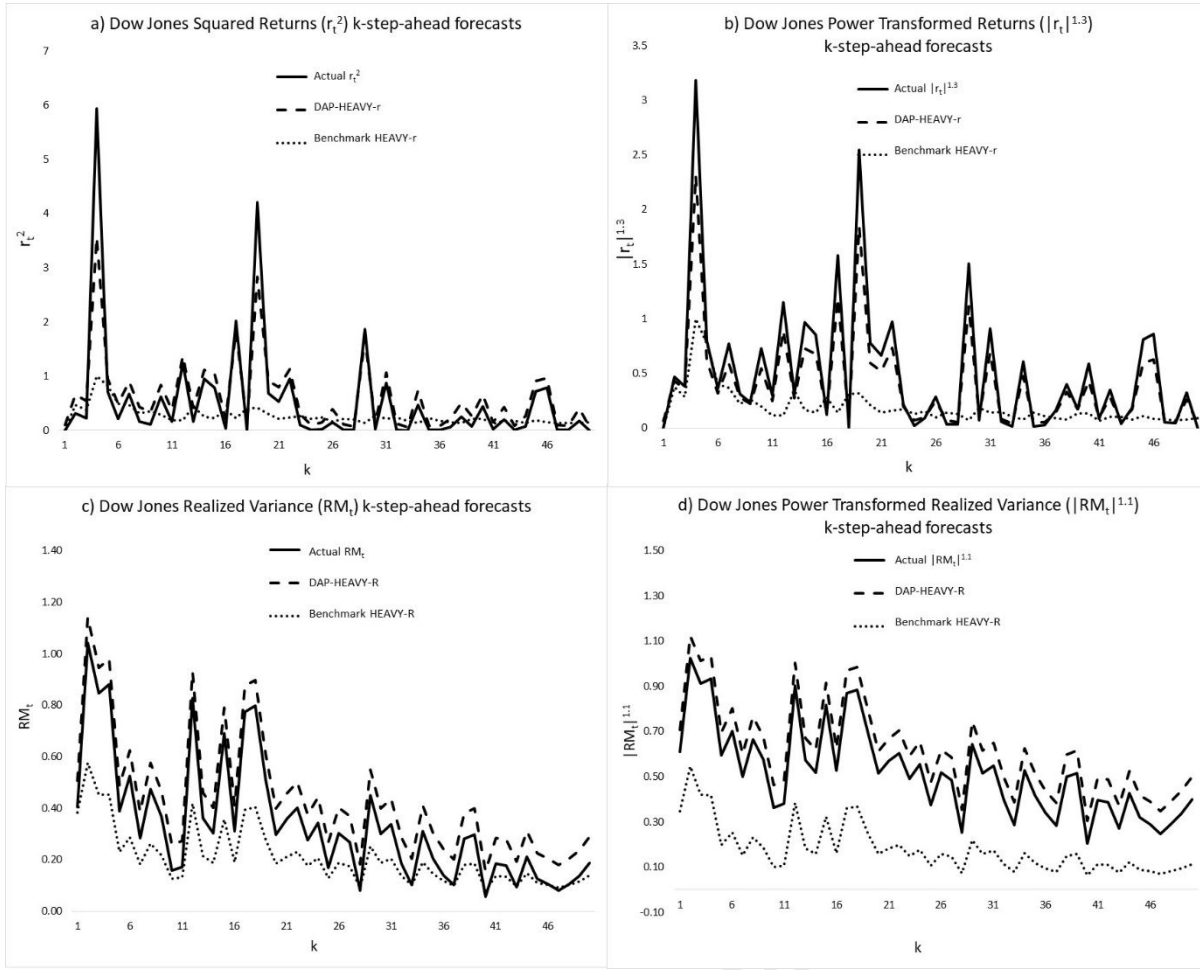 a) Dow Jones Squared Returns (rₜ²) k-step-ahead forecasts
7
6
5
4
3
2
1
0
rₜ²
Actual rₜ²
DAP-HEAVY-r
Benchmark HEAVY-r
1 6 11 16 21 26 31 36 41 46
k
b) Dow Jones Power Transformed Returns (|rₜ|¹·³)
k-step-ahead forecasts
3.5
3
2.5
2
1.5
1
0.5
0
|rₜ|¹·³
Actual |rₜ|¹·³
DAP-HEAVY-r
Benchmark HEAVY-r
1 6 11 16 21 26 31 36 41 46
k
c) Dow Jones Realized Variance (RMₜ) k-step-ahead forecasts
1.40
1.20
1.00
0.80
0.60
0.40
0.20
0.00
RMₜ
Actual RMₜ
DAP-HEAVY-R
Benchmark HEAVY-R
1 6 11 16 21 26 31 36 41 46
k
d) Dow Jones Power Transformed Realized Variance (|RMₜ|¹·¹)
k-step-ahead forecasts
1.50
1.30
1.10
0.90
0.70
0.50
0.30
0.10
-0.10
|RMₜ|¹·¹
Actual |RMₜ|¹·¹
DAP-HEAVY-R
Benchmark HEAVY-R
1 6 11 16 21 26 31 36 41 46
k